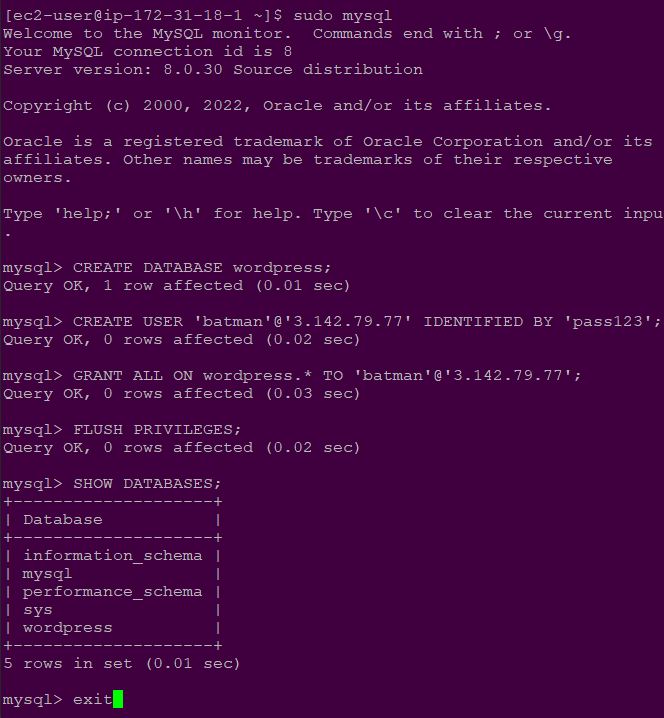 [ec2-user@ip-172-31-18-1 ~]$ sudo mysql
Welcome to the MySQL monitor.  Commands end with ; or \g.
Your MySQL connection id is 8
Server version: 8.0.30 Source distribution
Copyright (c) 2000, 2022, Oracle and/or its affiliates.
Oracle is a registered trademark of Oracle Corporation and/or its
affiliates. Other names may be trademarks of their respective
owners.
Type 'help;' or '\h' for help. Type '\c' to clear the current inpu
.
mysql> CREATE DATABASE wordpress;
Query OK, 1 row affected (0.01 sec)
mysql> CREATE USER 'batman'@'3.142.79.77' IDENTIFIED BY 'pass123';
Query OK, 0 rows affected (0.02 sec)
mysql> GRANT ALL ON wordpress.* TO 'batman'@'3.142.79.77';
Query OK, 0 rows affected (0.03 sec)
mysql> FLUSH PRIVILEGES;
Query OK, 0 rows affected (0.02 sec)
mysql> SHOW DATABASES;
+--------------------+
| Database           |
+--------------------+
| information_schema |
| mysql              |
| performance_schema |
| sys                |
| wordpress          |
+--------------------+
5 rows in set (0.01 sec)
mysql> exit